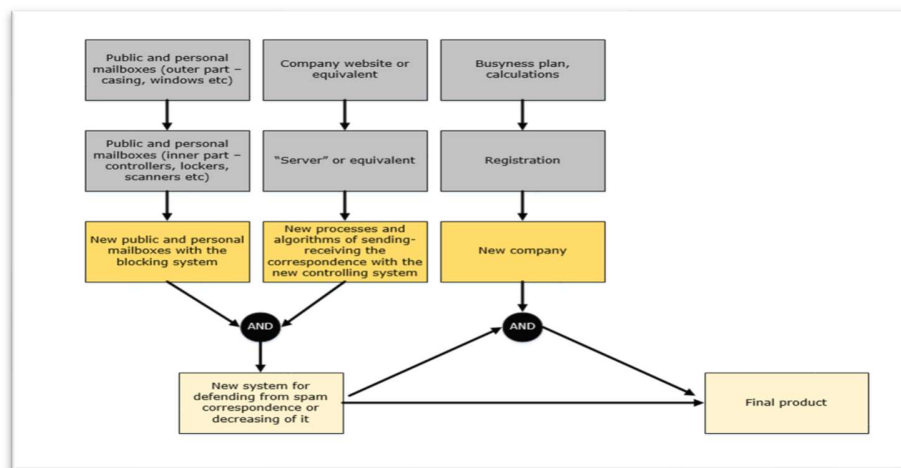 Public and personal
mailboxes (outer part –
casing, windows etc)
Company website or
equivalent
Busyness plan,
calculations
Public and personal
mailboxes (inner part –
controllers, lockers,
scanners etc)
“Server” or equivalent
Registration
New public and personal
mailboxes with the
blocking system
New processes and
algorithms of sending-
receiving the
correspondence with the
new controlling system
New company
AND
AND
New system for
defending from spam
correspondence or
decreasing of it
Final product